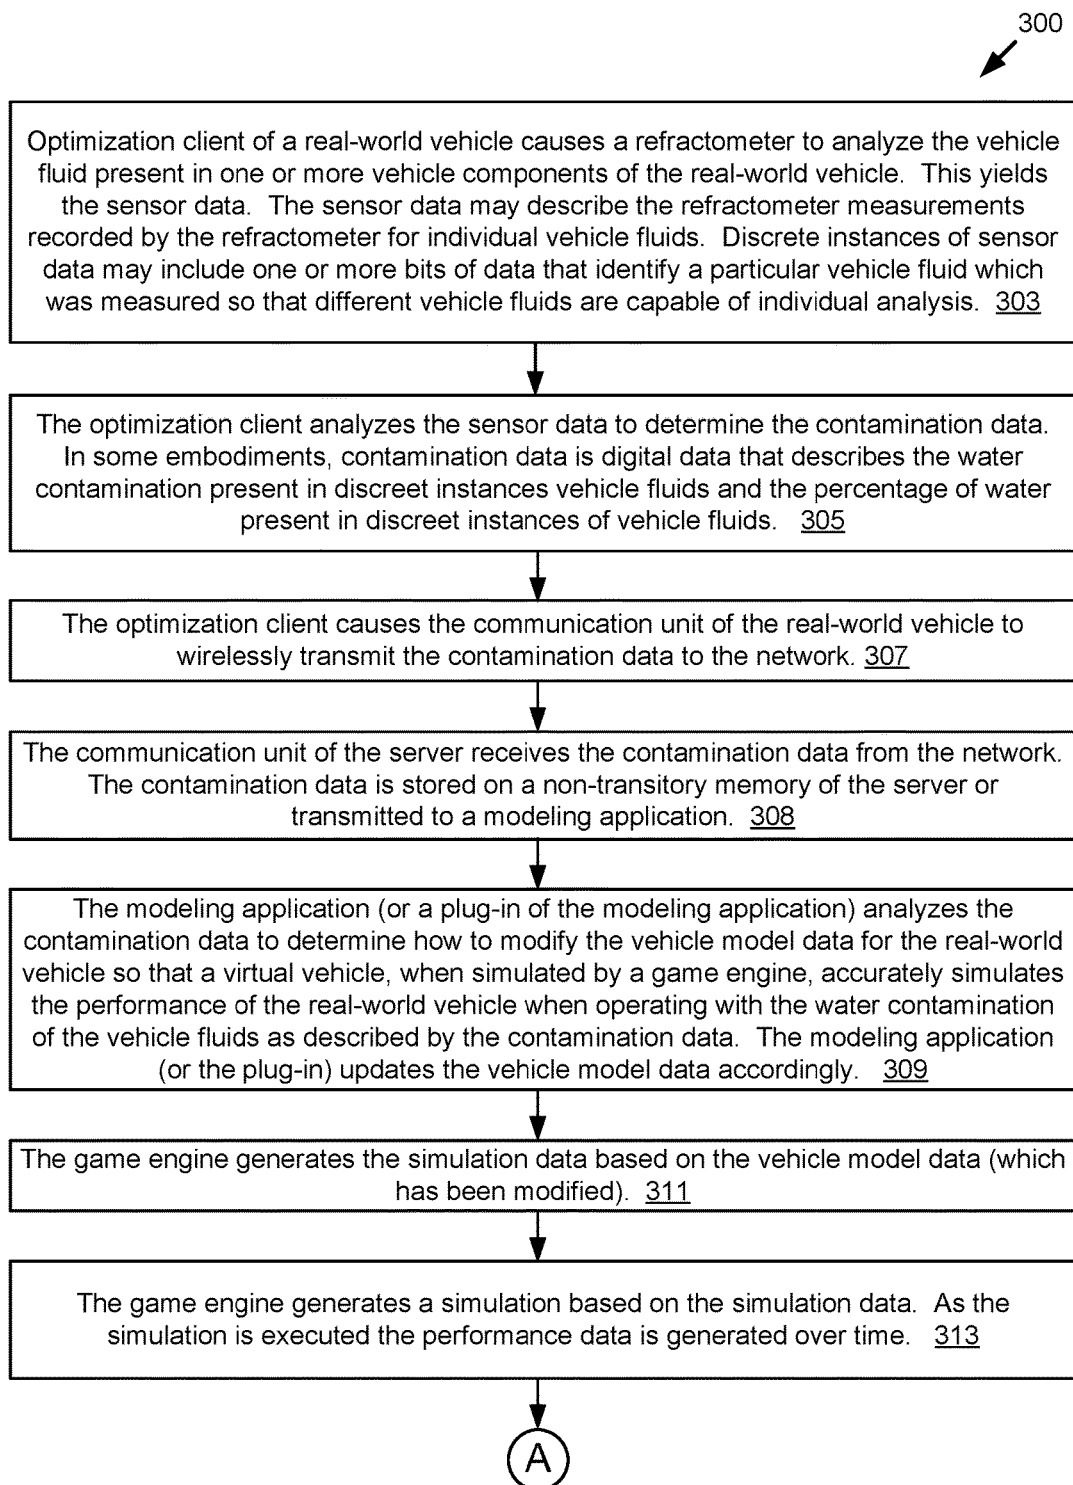 300
Optimization client of a real-world vehicle causes a refractometer to analyze the vehicle
fluid present in one or more vehicle components of the real-world vehicle.  This yields
the sensor data.  The sensor data may describe the refractometer measurements
recorded by the refractometer for individual vehicle fluids.  Discrete instances of sensor
data may include one or more bits of data that identify a particular vehicle fluid which
was measured so that different vehicle fluids are capable of individual analysis.  303
The optimization client analyzes the sensor data to determine the contamination data.
In some embodiments, contamination data is digital data that describes the water
contamination present in discreet instances vehicle fluids and the percentage of water
present in discreet instances of vehicle fluids.   305
The optimization client causes the communication unit of the real-world vehicle to
wirelessly transmit the contamination data to the network. 307
The communication unit of the server receives the contamination data from the network.
The contamination data is stored on a non-transitory memory of the server or
transmitted to a modeling application.  308
The modeling application (or a plug-in of the modeling application) analyzes the
contamination data to determine how to modify the vehicle model data for the real-world
vehicle so that a virtual vehicle, when simulated by a game engine, accurately simulates
the performance of the real-world vehicle when operating with the water contamination
of the vehicle fluids as described by the contamination data.  The modeling application
(or the plug-in) updates the vehicle model data accordingly.   309
The game engine generates the simulation data based on the vehicle model data (which
has been modified).  311
The game engine generates a simulation based on the simulation data.  As the
simulation is executed the performance data is generated over time.   313
A